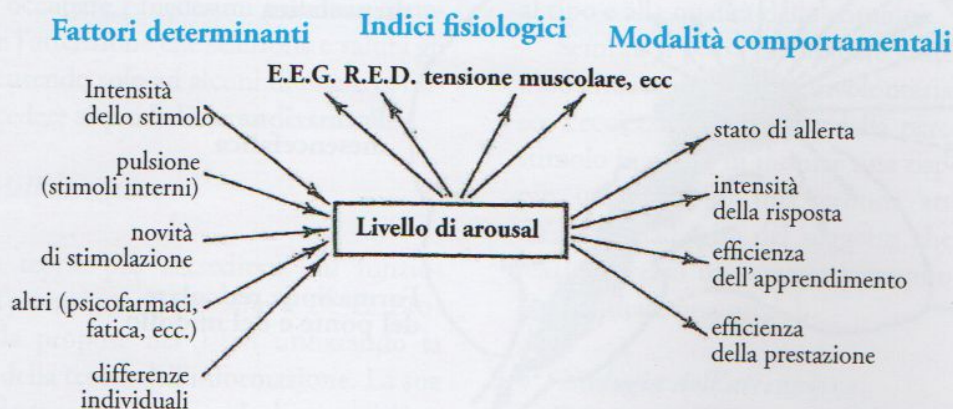 Fattori determinanti
Indici fisiologici
Modalità comportamentali
E.E.G. R.E.D. tensione muscolare, ecc
Intensità
dello stimolo
pulsione
(stimoli interni)
novità
di stimolazione
altri (psicofarmaci,
fatica ecc.)
differenze
individuali
Livello di arousal
stato di allerta
intensità
della risposta
efficienza
dell'apprendimento
efficienza
della prestazione